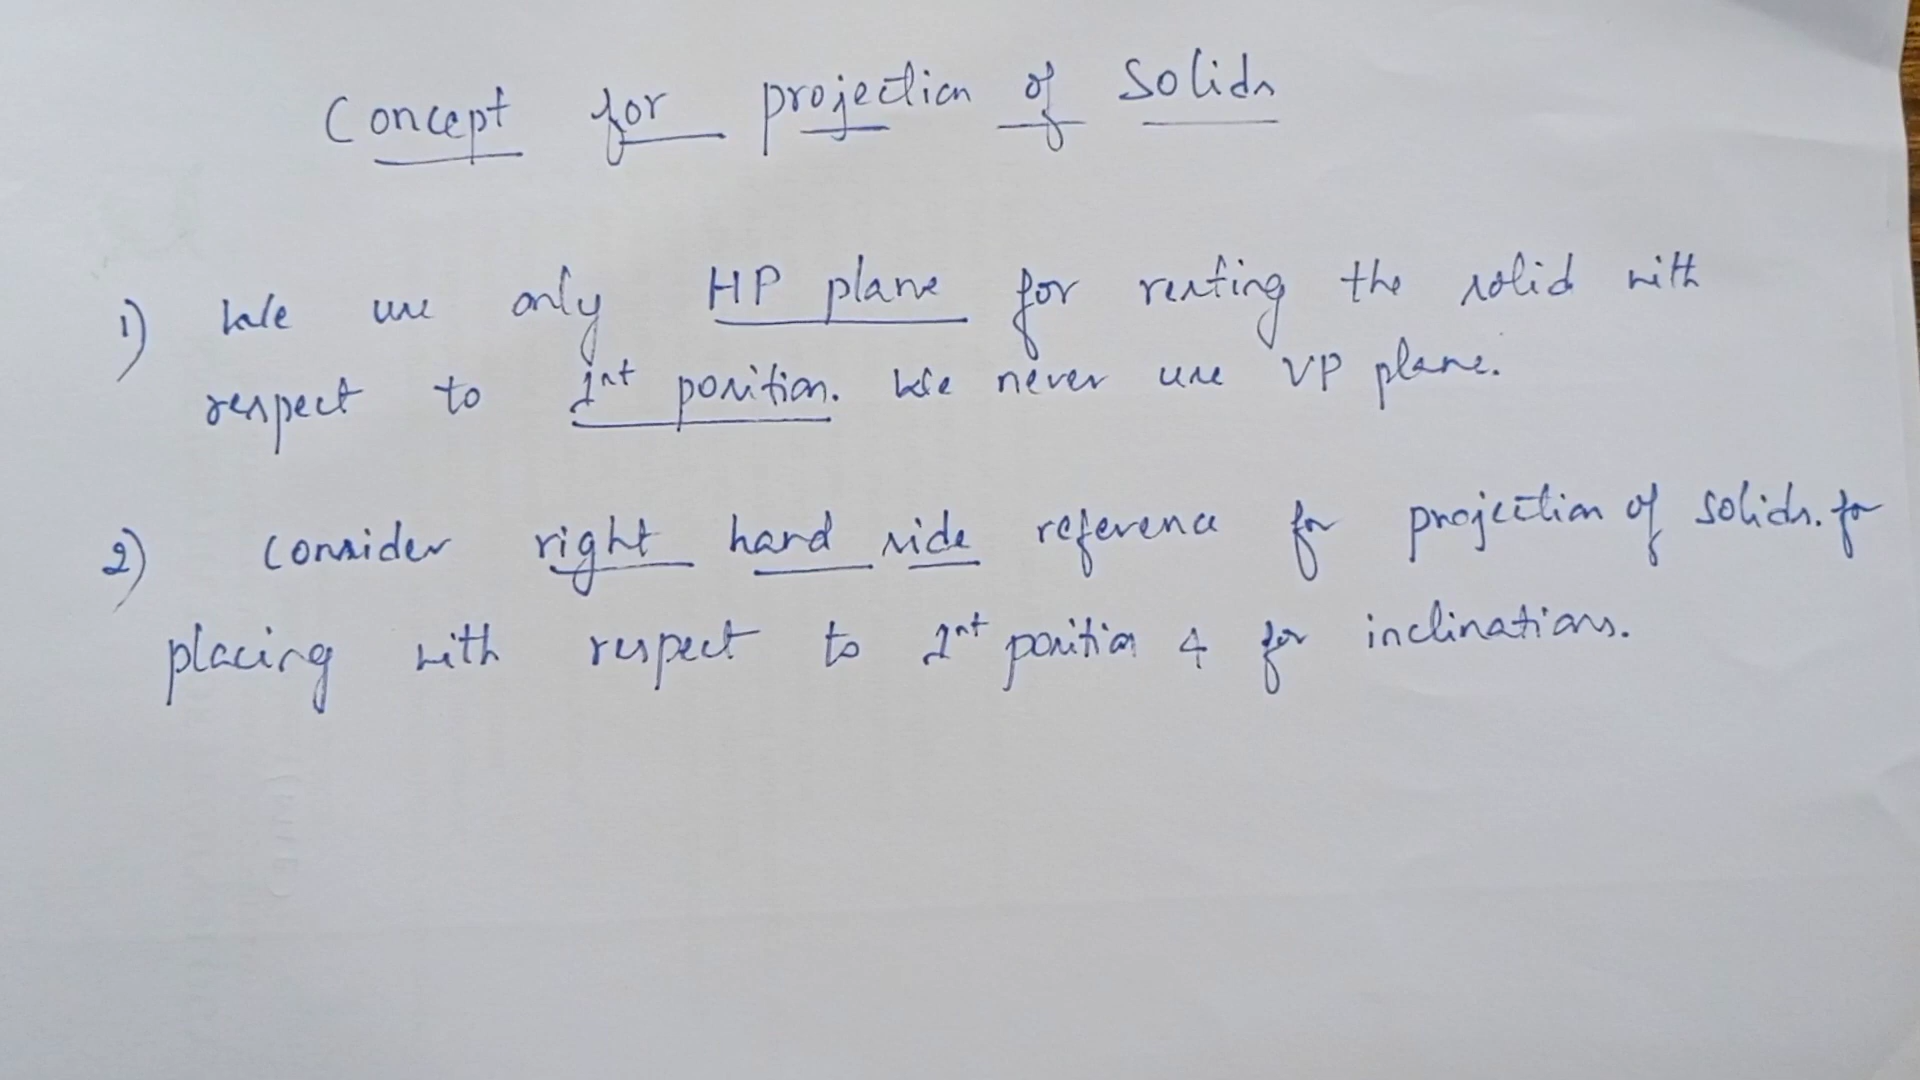 Concept for projection of Solids
1) We use only HP plane for resting the solid with
respect to 1st position. We never use VP plane.
2) Consider right hand side reference for projection of solids. for
placing with respect to 1st position & for inclinations.